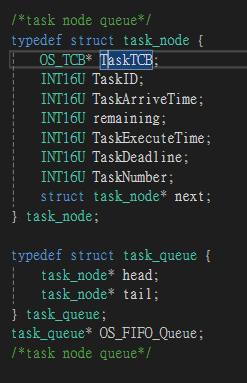 /*task node queue*/
typedef struct task_node {
OS_TCB* TaskTCB;
INT16U TaskID;
INT16U TaskArriveTime;
INT16U remaining;
INT16U TaskExecuteTime;
INT16U TaskDeadline;
INT16U TaskNumber;
struct task_node* next;
} task_node;
typedef struct task_queue {
task_node* head;
task_node* tail;
} task_queue;
task_queue* OS_FIFO_Queue;
/*task node queue*/